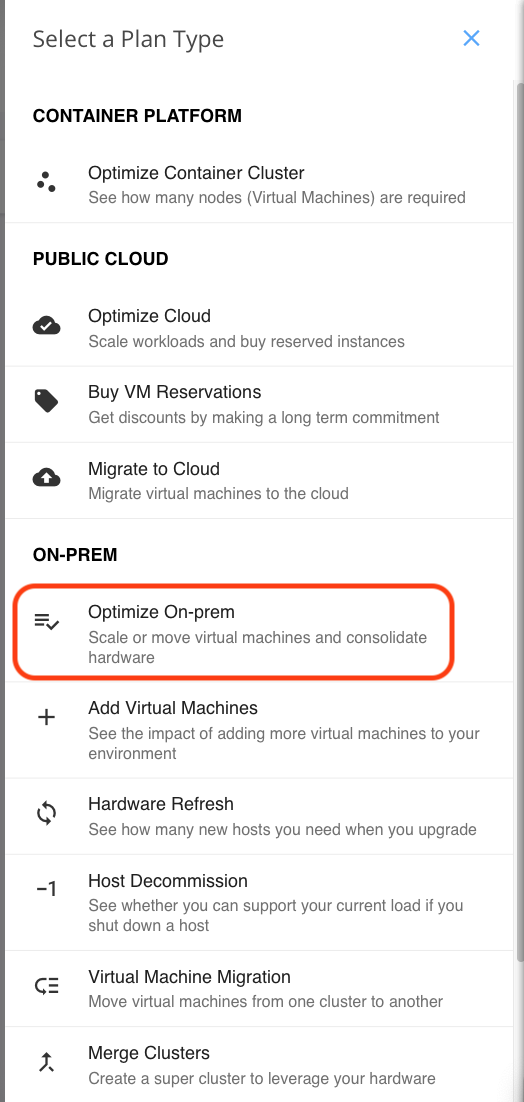 Select a Plan Type
CONTAINER PLATFORM
Optimize Container Cluster
See how many nodes (Virtual Machines) are required
PUBLIC CLOUD
Optimize Cloud
Scale workloads and buy reserved instances
Buy VM Reservations
Get discounts by making a long term commitment
Migrate to Cloud
Migrate virtual machines to the cloud
ON-PREM
Optimize On-prem
Scale or move virtual machines and consolidate
hardware
Add Virtual Machines
See the impact of adding more virtual machines to your
environment
Hardware Refresh
See how many new hosts you need when you upgrade
−1 Host Decommission
See whether you can support your current load if you
shut down a host
Virtual Machine Migration
Move virtual machines from one cluster to another
Merge Clusters
Create a super cluster to leverage your hardware